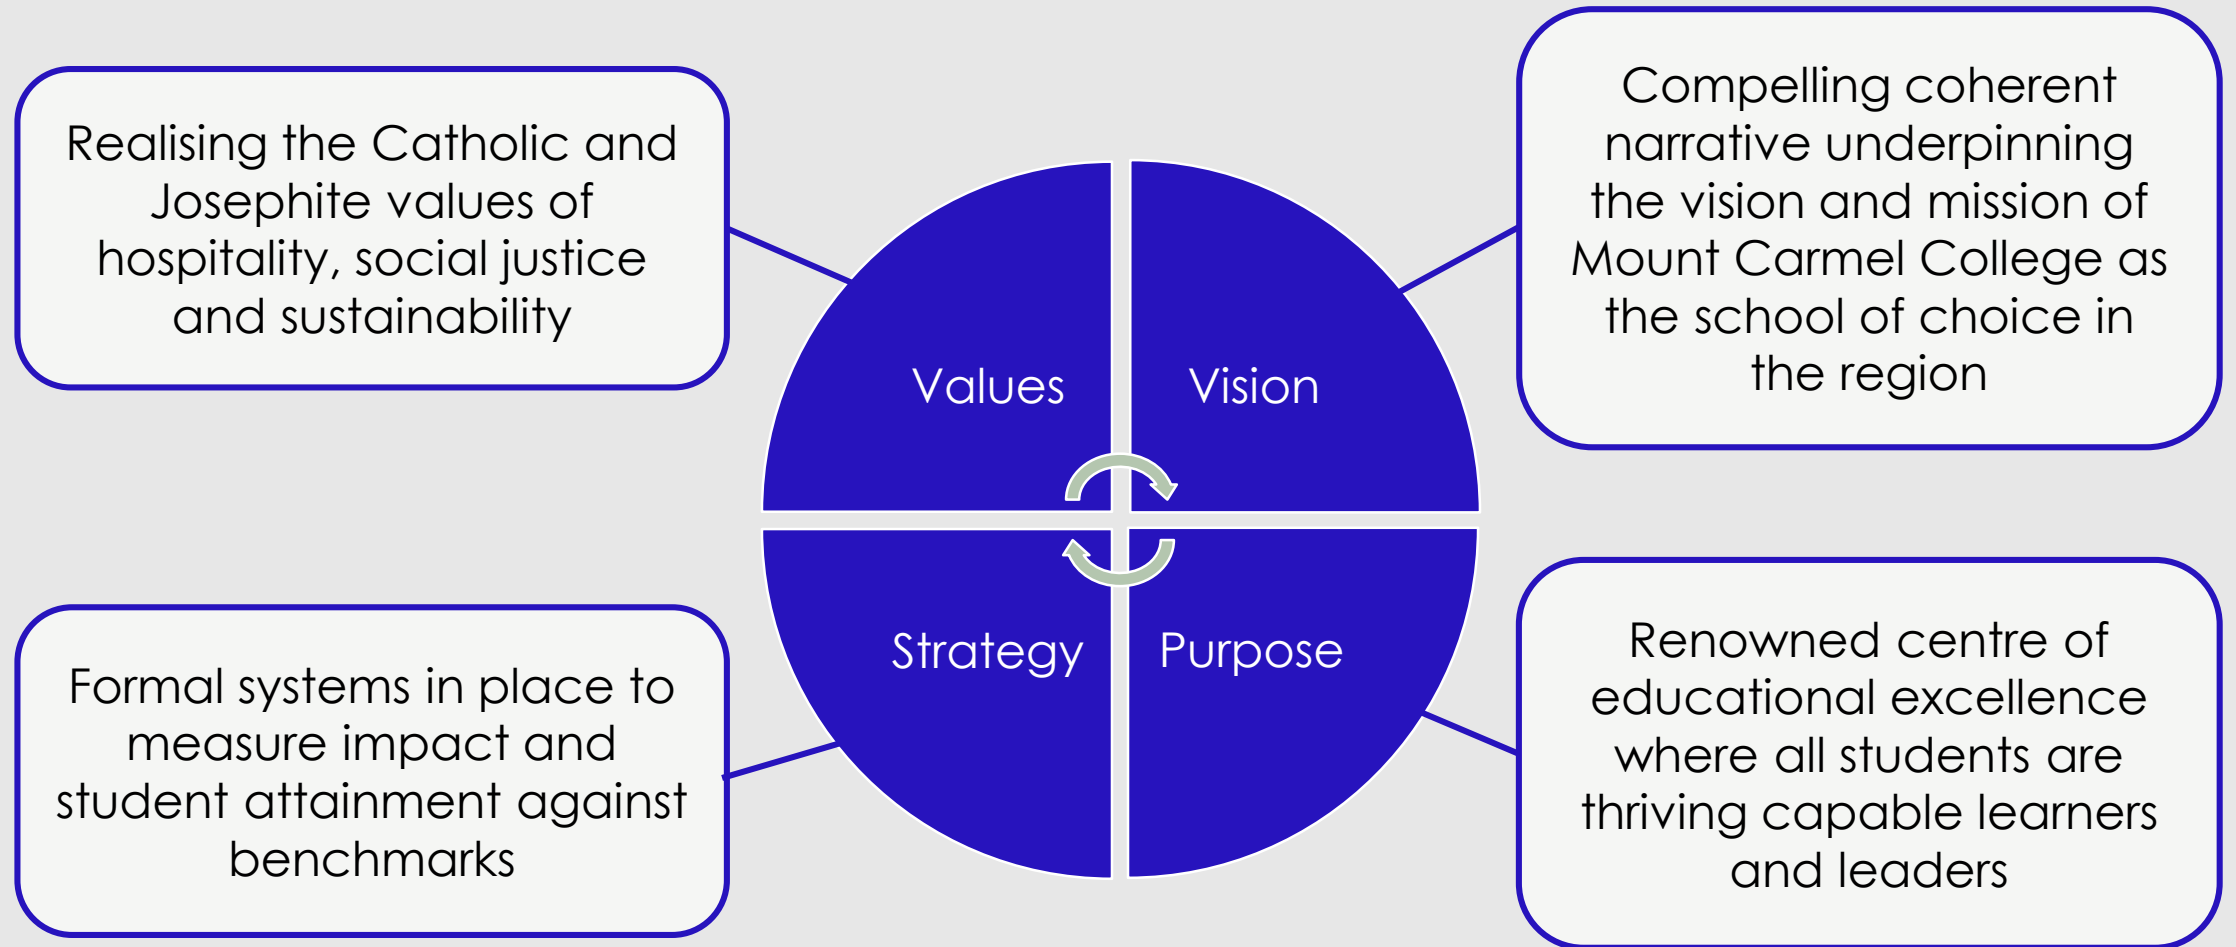 Realising the Catholic and
Josephite values of
hospitality, social justice
and sustainability
Compelling coherent
narrative underpinning
the vision and mission of
Mount Carmel College as
the school of choice in
the region
Values
Vision
Strategy
Purpose
Formal systems in place to
measure impact and
student attainment against
benchmarks
Renowned centre of
educational excellence
where all students are
thriving capable learners
and leaders